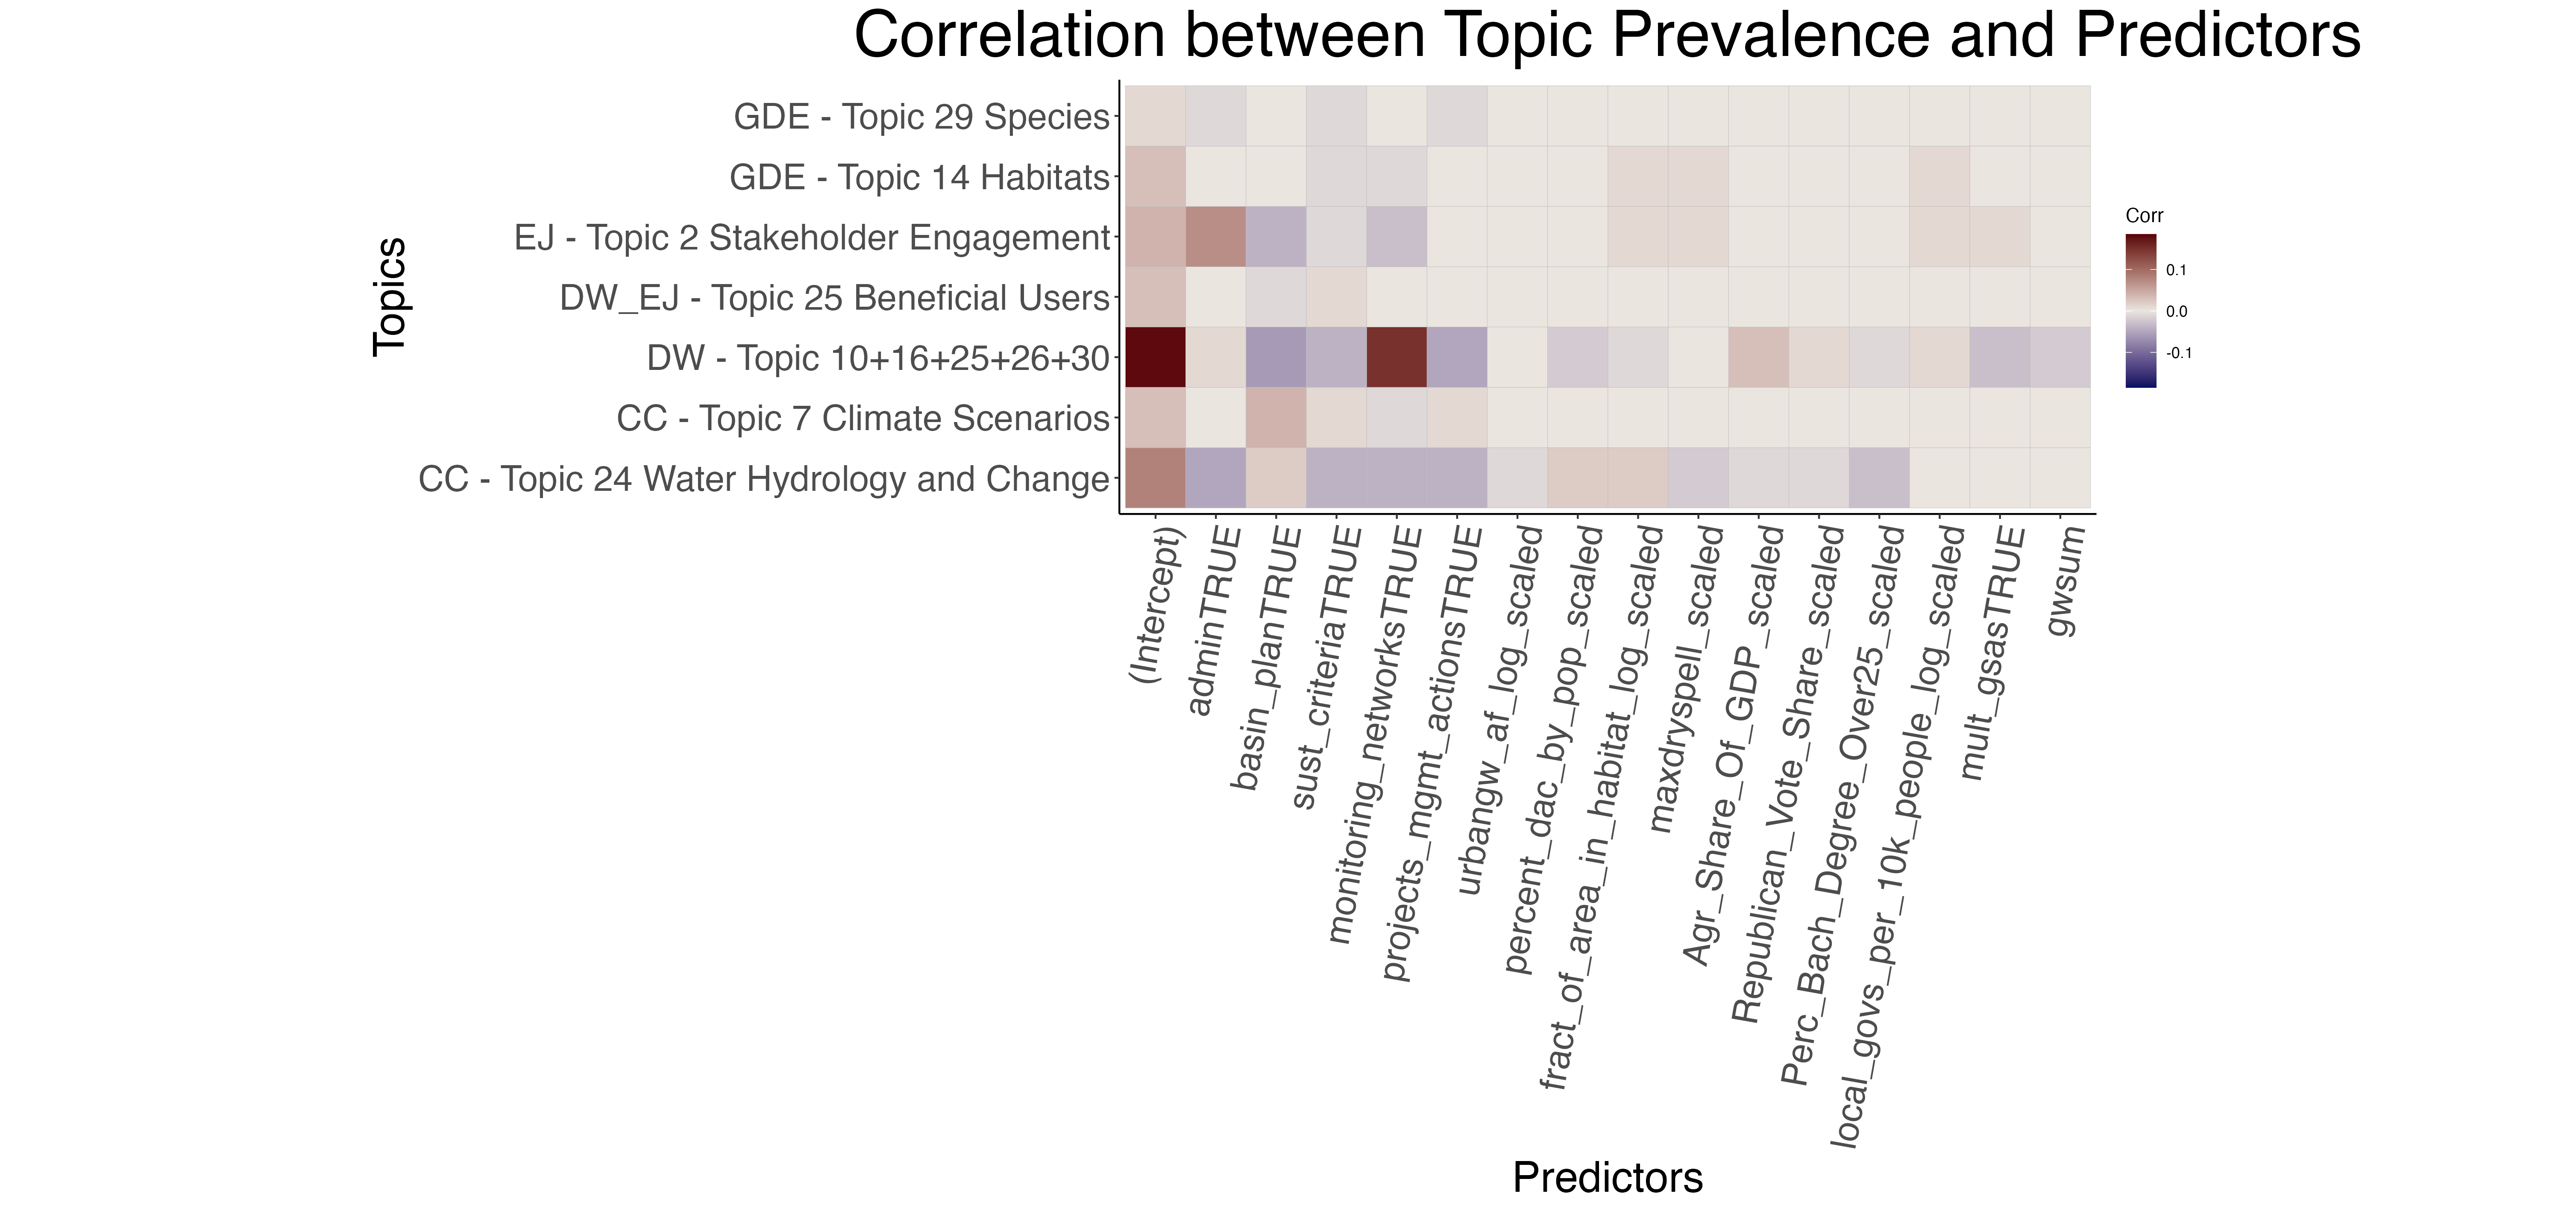 Correlation between Topic Prevalence and Predictors
Topics
GDE - Topic 29 Species
GDE - Topic 14 Habitats
EJ - Topic 2 Stakeholder Engagement
DW_EJ - Topic 25 Beneficial Users
DW - Topic 10+16+25+26+30
CC - Topic 7 Climate Scenarios
CC - Topic 24 Water Hydrology and Change
Corr
0.1
0.0
-0.1
(Intercept)
adminTRUE
basin_planTRUE
sust_criteriaTRUE
monitoring_networksTRUE
projects_mgmt_actionsTRUE
urbangw_af_log_scaled
percent_dac_by_pop_scaled
fract_of_area_in_habitat_log_scaled
maxdryspell_scaled
Agr_Share_Of_GDP_scaled
Republican_Vote_Share_scaled
Perc_Bach_Degree_Over25_scaled
local_govs_per_10k_people_log_scaled
mult_gsasTRUE
gwsum
Predictors